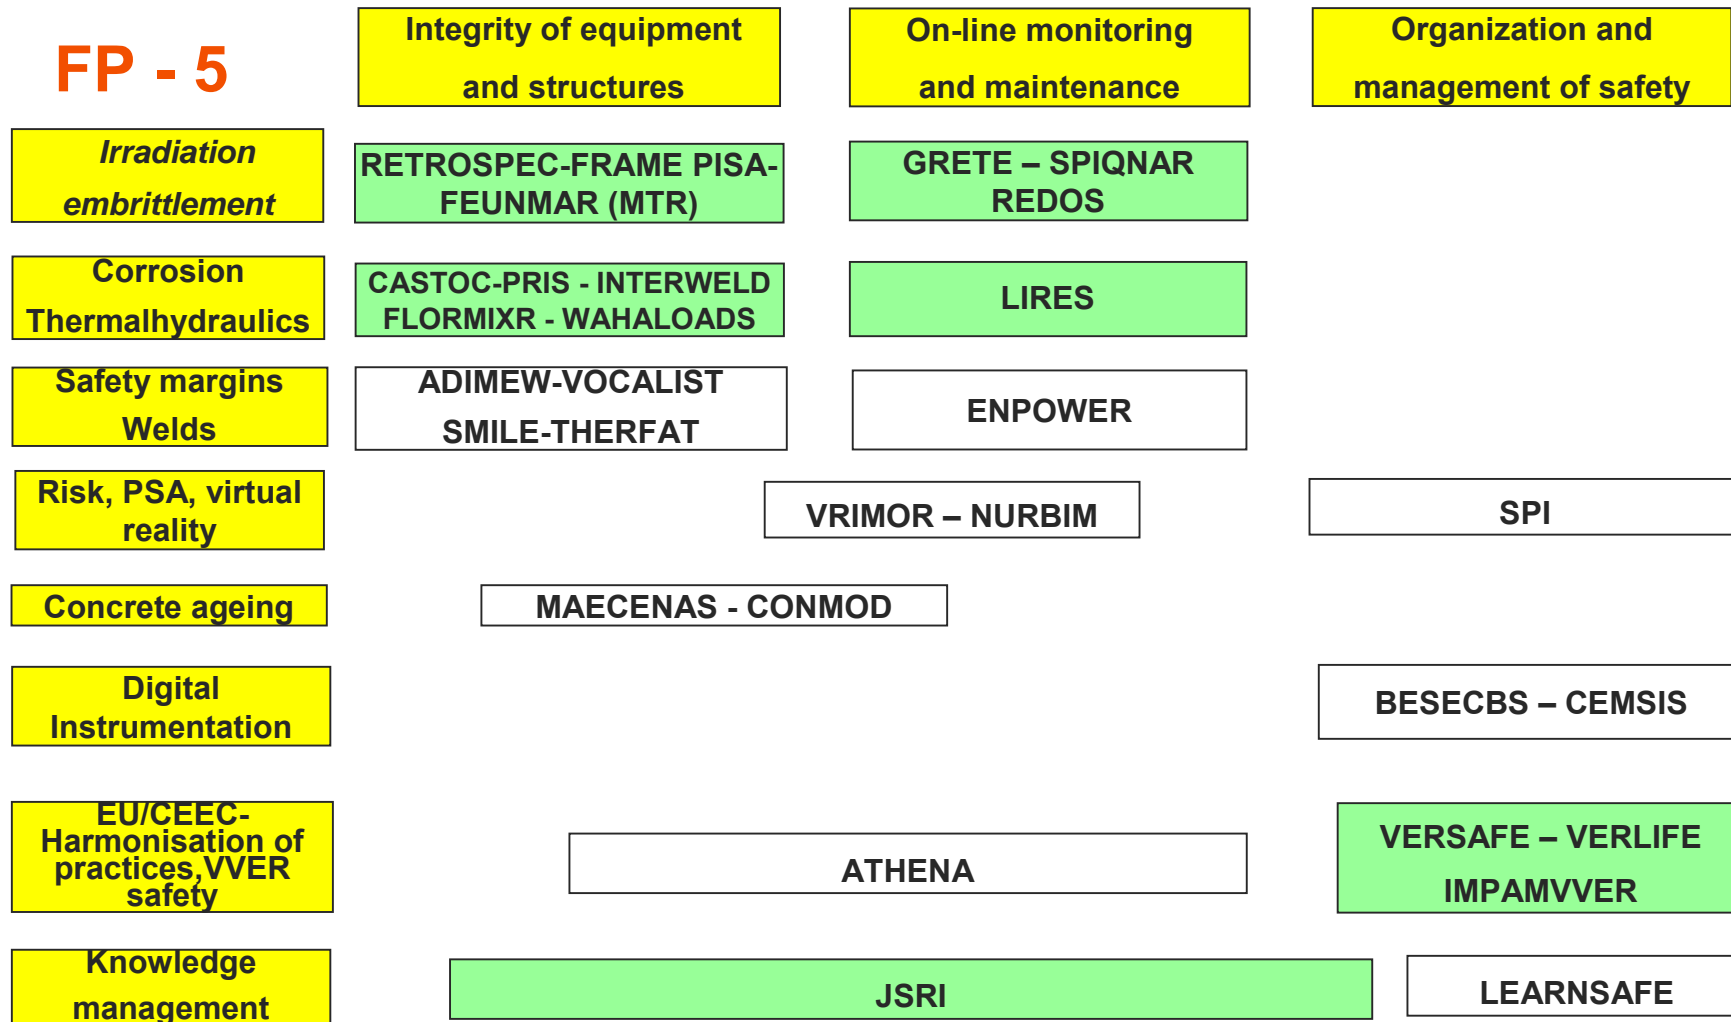 FP - 5
Integrity of equipment
and structures
On-line monitoring
and maintenance
Organization and
management of safety
Irradiation
embrittlement
RETROSPEC-FRAME PISA-
FEUNMAR (MTR)
GRETE – SPIQNAR
REDOS
Corrosion
Thermalhydraulics
CASTOC-PRIS - INTERWELD
FLORMIXR - WAHALOADS
LIRES
Safety margins
Welds
ADIMEW-VOCALIST
SMILE-THERFAT
ENPOWER
Risk, PSA, virtual
reality
VRIMOR – NURBIM
SPI
Concrete ageing
MAECENAS - CONMOD
Digital
Instrumentation
BESECBS – CEMSIS
EU/CEEC-
Harmonisation of
practices,VVER
safety
ATHENA
VERSAFE – VERLIFE
IMPAMVVER
Knowledge
management
JSRI
LEARNSAFE